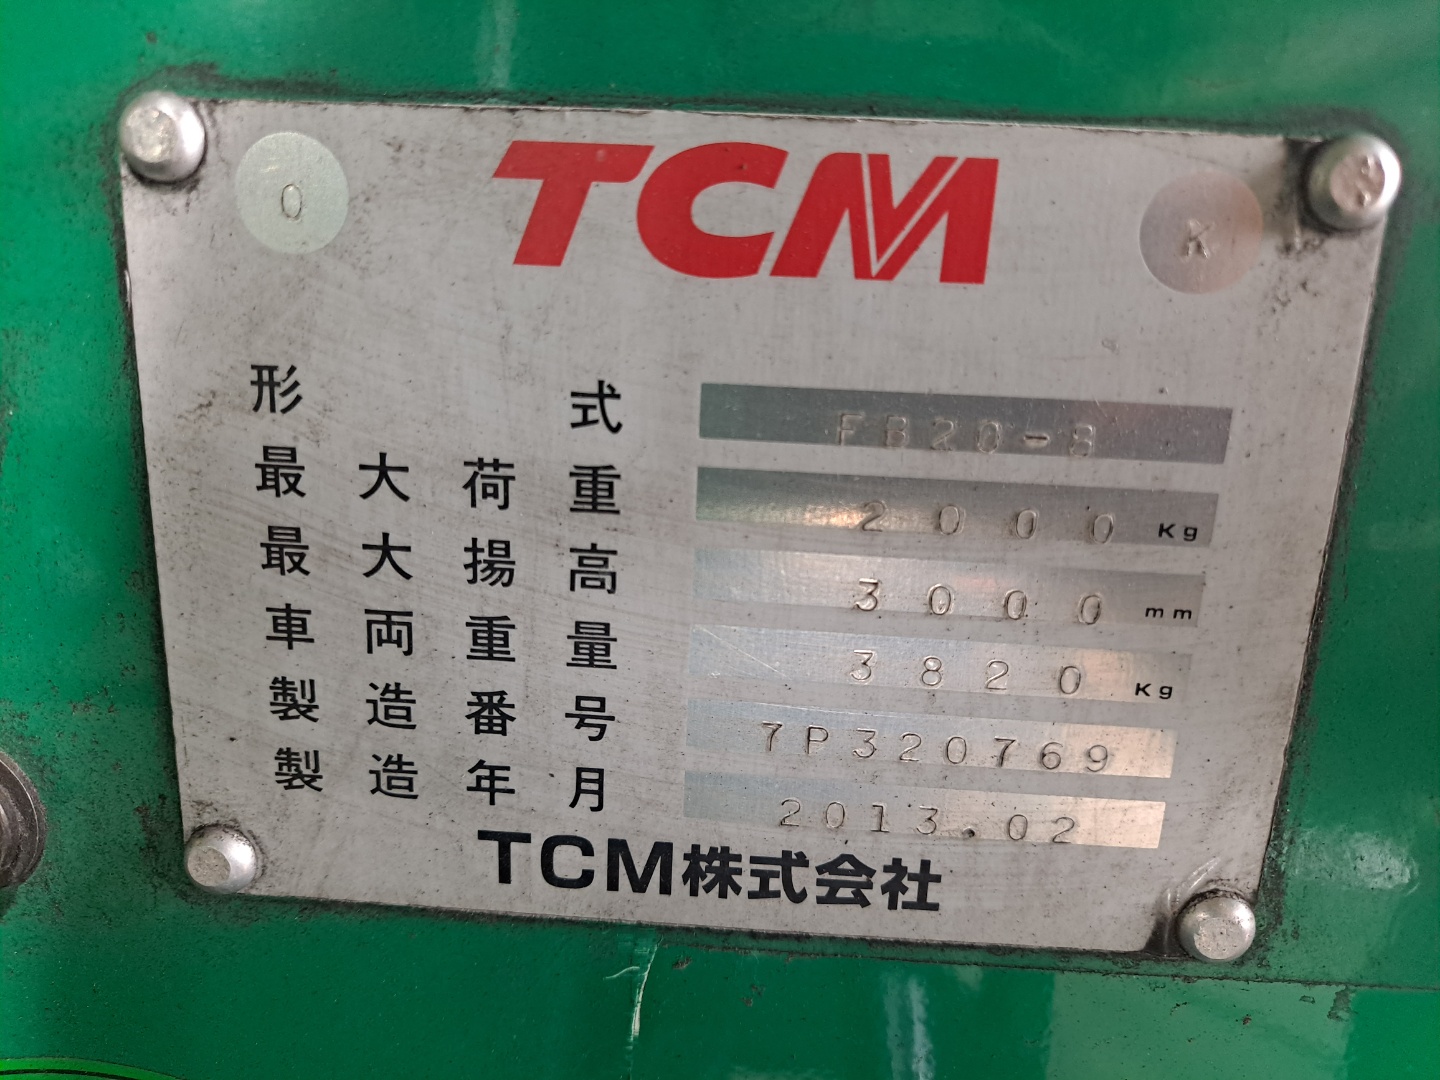 O TCM K
形式 FB20-8
最大荷重 2000 Kg
最大揚高 3000 mm
車両重量 3820 Kg
製造番号 7P320769
製造年月 2013.02
TCM株式会社